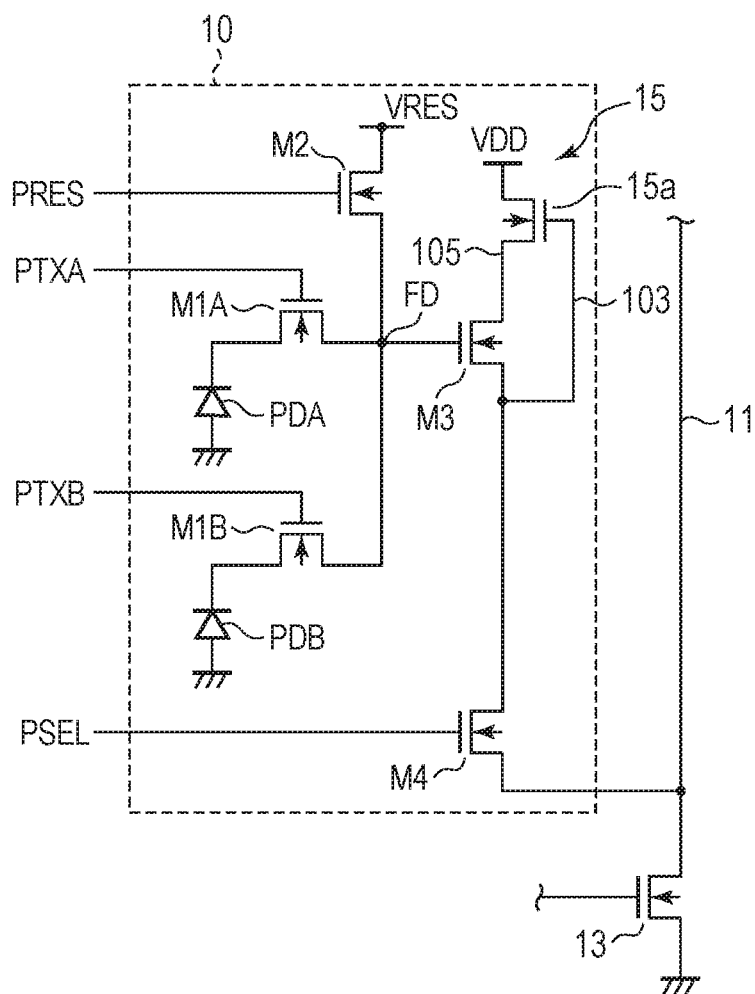 10
VRES
15
M2
VDD
15a
PRES
105
PTXA
M1A
FD
103
M3
11
PDA
PTXB
M1B
PDB
PSEL
M4
13